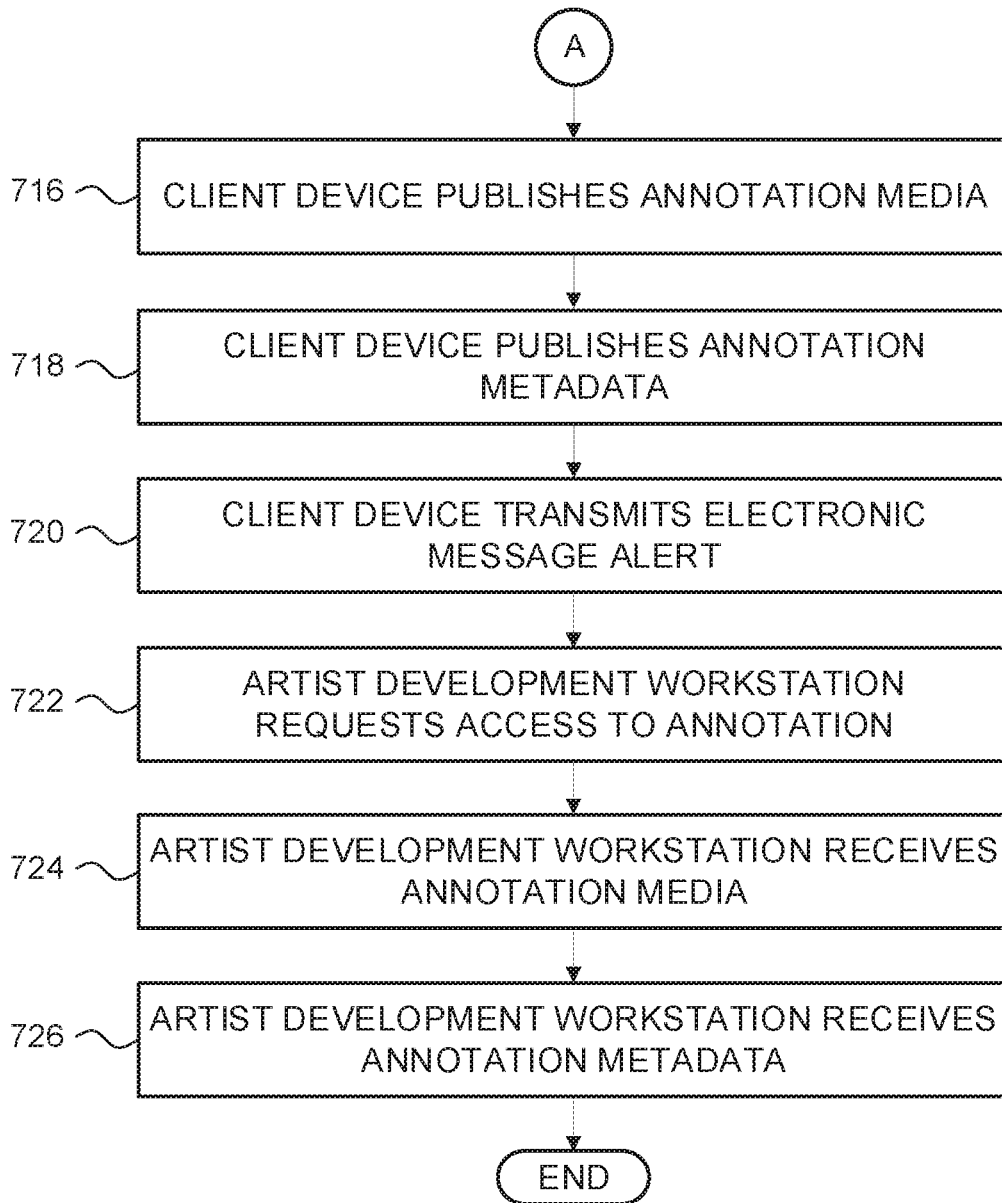 A
716
CLIENT DEVICE PUBLISHES ANNOTATION MEDIA
718
CLIENT DEVICE PUBLISHES ANNOTATION
METADATA
720
CLIENT DEVICE TRANSMITS ELECTRONIC
MESSAGE ALERT
722
ARTIST DEVELOPMENT WORKSTATION
REQUESTS ACCESS TO ANNOTATION
724
ARTIST DEVELOPMENT WORKSTATION RECEIVES
ANNOTATION MEDIA
726
ARTIST DEVELOPMENT WORKSTATION RECEIVES
ANNOTATION METADATA
END